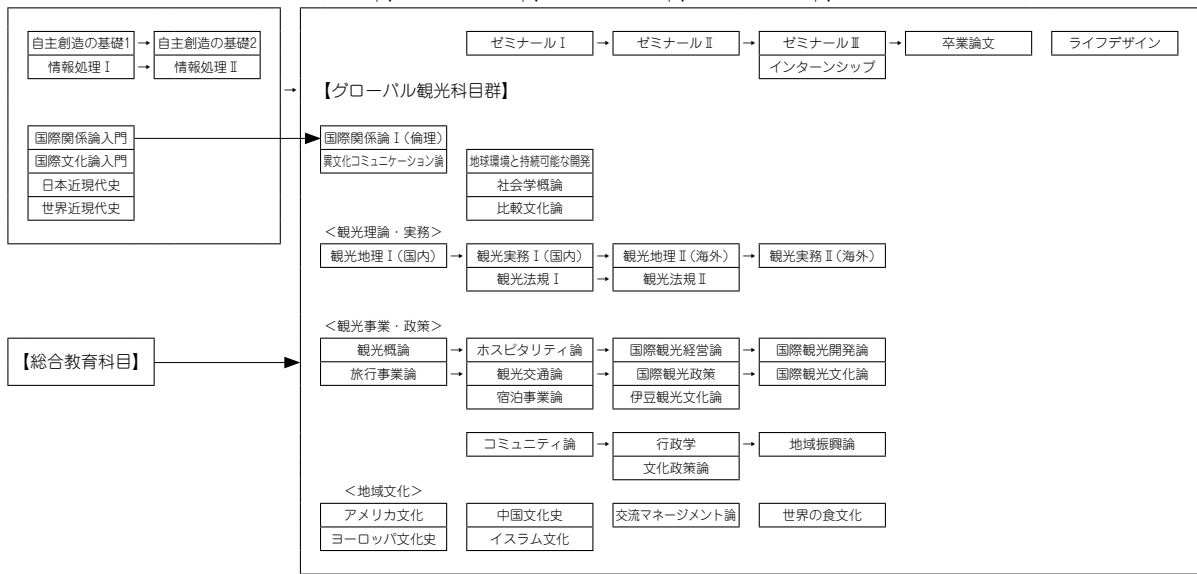 自主創造の基礎1 → 自主創造の基礎2
情報処理Ⅰ → 情報処理Ⅱ
国際関係論入門
国際文化論入門
日本近現代史
世界近現代史
【総合教育科目】
ゼミナールⅠ → ゼミナールⅡ → ゼミナールⅢ → 卒業論文 ライフデザイン
インターンシップ
【グローバル観光科目群】
国際関係論Ⅰ（倫理）
異文化コミュニケーション論 地球環境と持続可能な開発
社会学概論
比較文化論
＜観光理論・実務＞
観光地理Ⅰ（国内） → 観光実務Ⅰ（国内） → 観光地理Ⅱ（海外） → 観光実務Ⅱ（海外）
観光法規Ⅰ → 観光法規Ⅱ
＜観光事業・政策＞
観光概論 → ホスピタリティ論 → 国際観光経営論 → 国際観光開発論
旅行事業論 → 観光交通論 → 国際観光政策 → 国際観光文化論
宿泊事業論 伊豆観光文化論
コミュニティ論 → 行政学 → 地域振興論
文化政策論
＜地域文化＞
アメリカ文化 中国文化史 交流マネージメント論 世界の食文化
ヨーロッパ文化史 イスラム文化